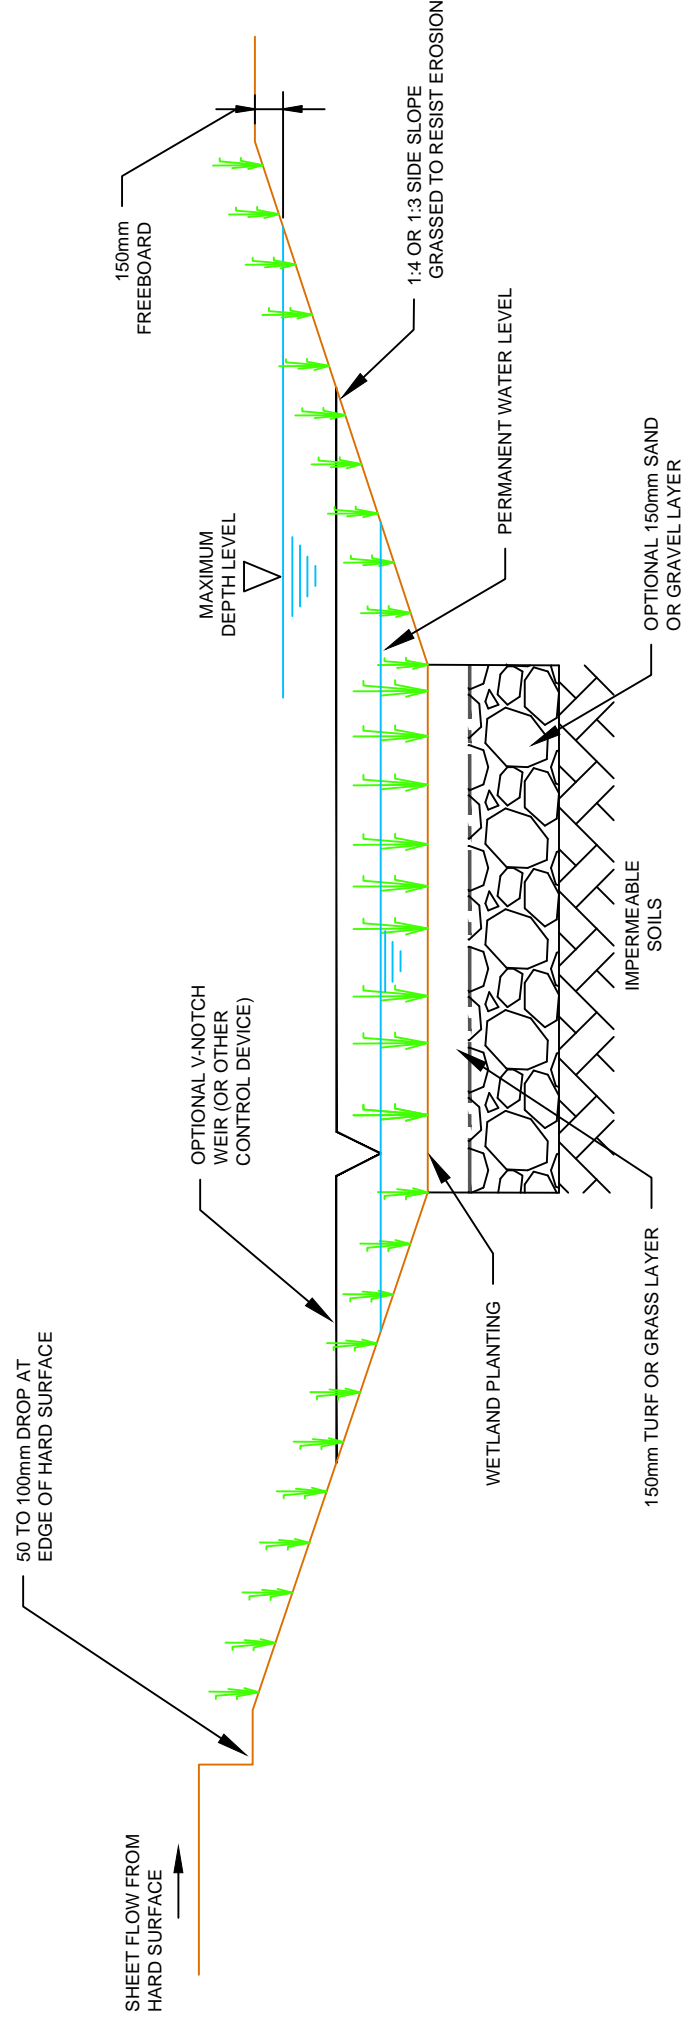 SHEET FLOW FROM
HARD SURFACE
50 TO 100mm DROP AT
EDGE OF HARD SURFACE
OPTIONAL V-NOTCH
WEIR (OR OTHER
CONTROL DEVICE)
MAXIMUM
DEPTH LEVEL
150mm
FREEBOARD
1:4 OR 1:3 SIDE SLOPE
GRASSED TO RESIST EROSION
PERMANENT WATER LEVEL
WETLAND PLANTING
150mm TURF OR GRASS LAYER
IMPERMEABLE
SOILS
OPTIONAL 150mm SAND
OR GRAVEL LAYER